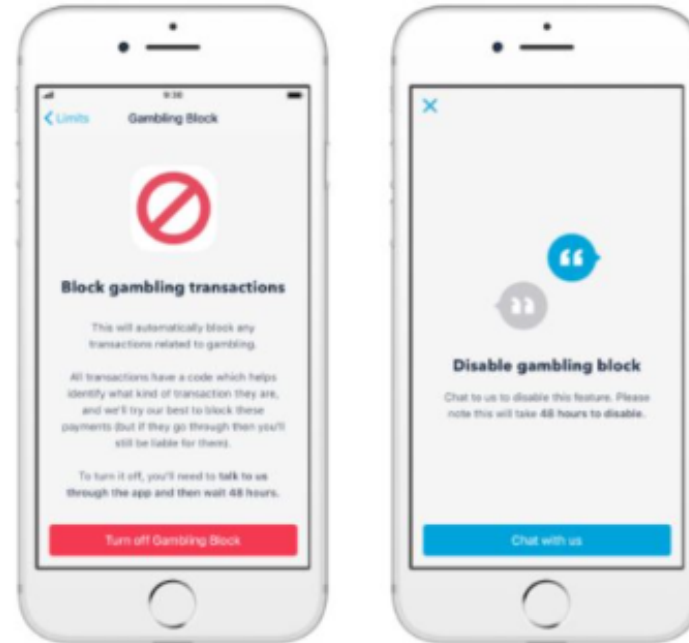 9:30
Limits
Gambling Block
Block gambling transactions
This will automatically block any
transactions related to gambling.
All transactions have a code which helps
identify what kind of transaction they are,
and we'll try our best to block these
payments (but if they go through then you'll
still be liable for them).
To turn it off, you'll need to talk to us
through the app and then wait 48 hours.
Turn off Gambling Block
Disable gambling block
Chat to us to disable this feature. Please
note this will take 48 hours to disable.
Chat with us